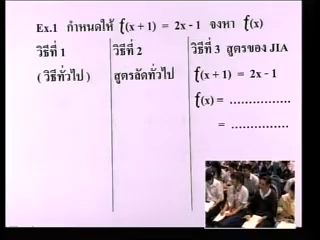 Ex.1 กำหนดให้ f(x + 1) = 2x - 1 จงหา f(x)
วิธีที่ 1
( วิธีทั่วไป )
วิธีที่ 2
สูตรลัดทั่วไป
วิธีที่ 3 สูตรของ JIA
f(x + 1) = 2x - 1
f(x) = ................
= ...............